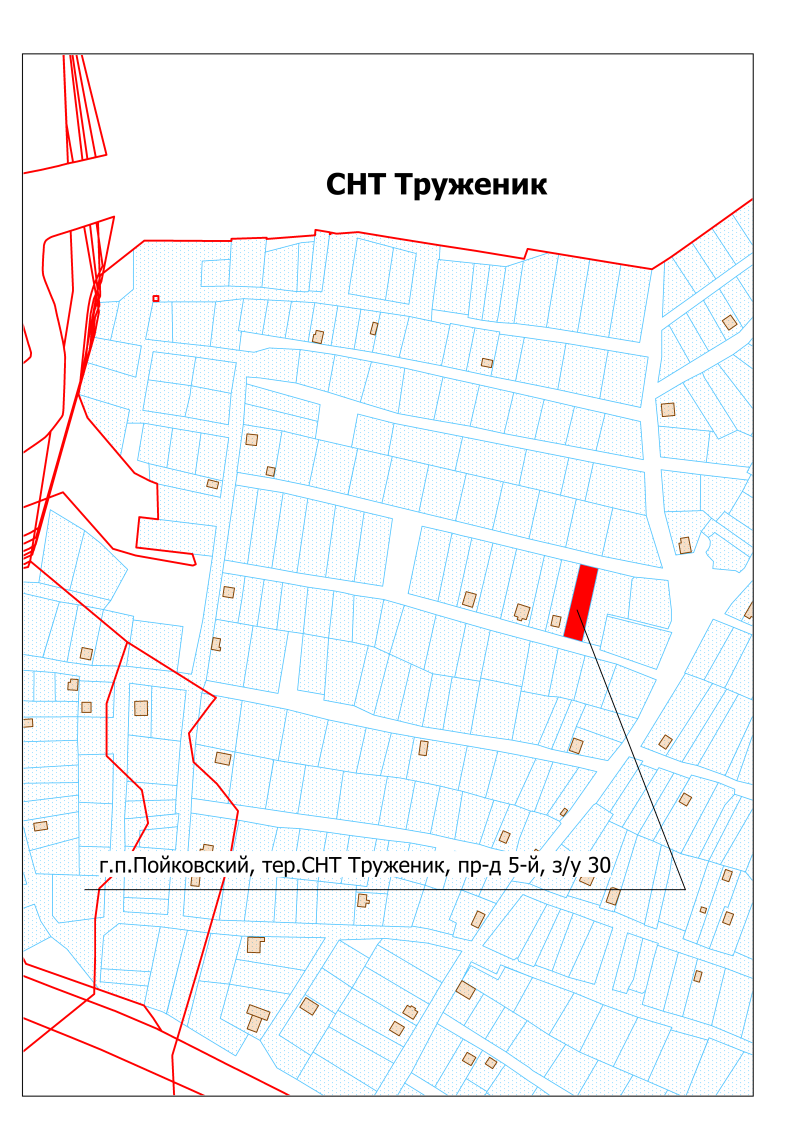 СНТ Труженик
г.п.Пойковский, тер.СНТ Труженик, пр-д 5-й, з/у 30